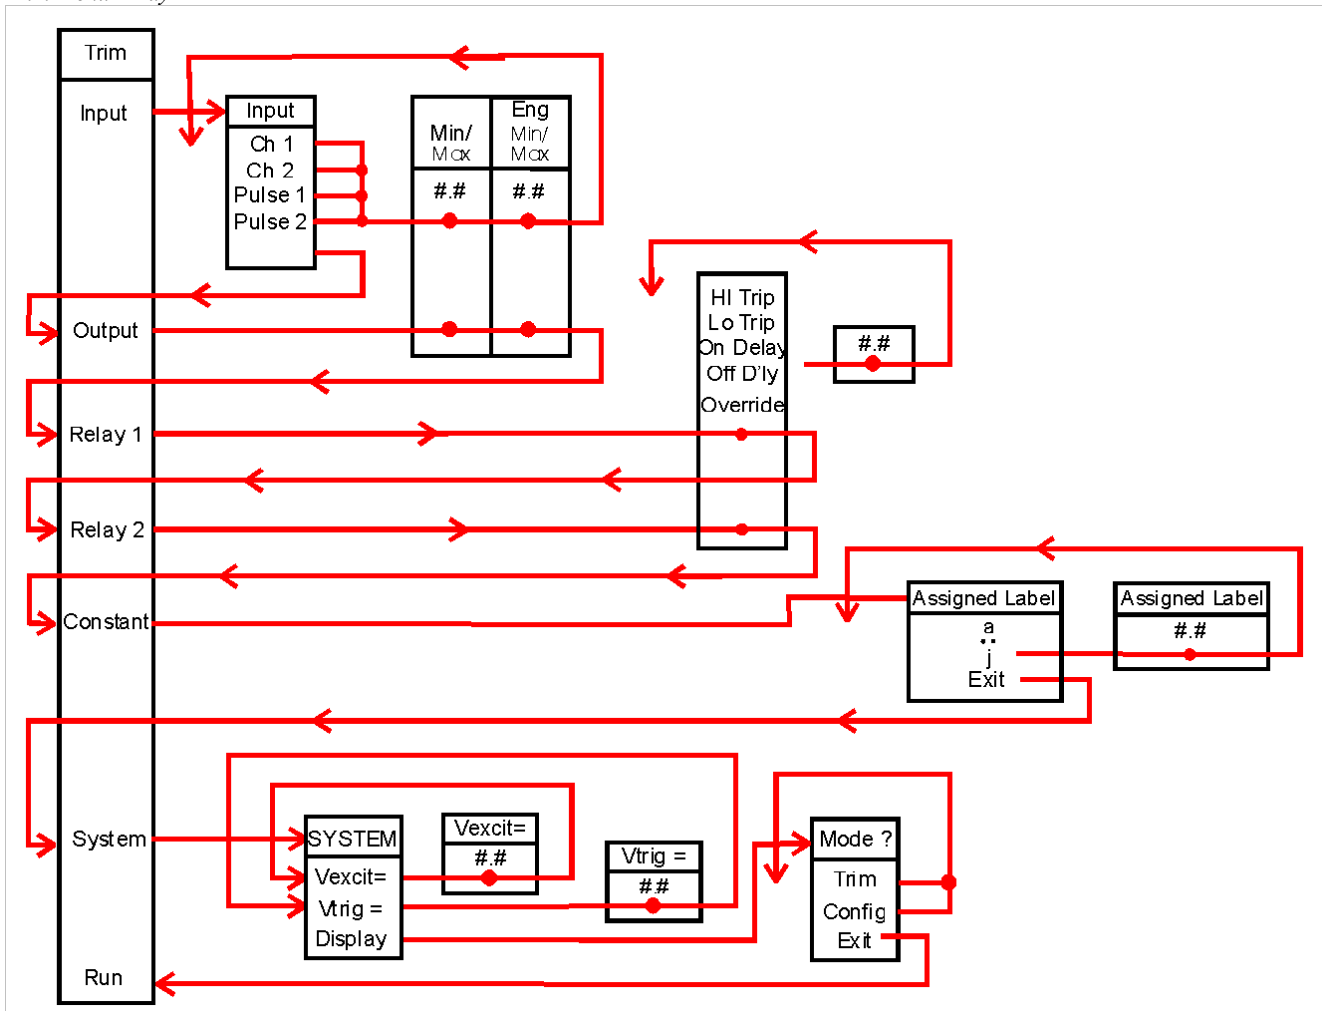 Trim
Input
Input
Ch 1
Ch 2
Pulse 1
Pulse 2
Min/
Max
Eng
Min/
Max
#.#
#.#
Output
HI Trip
Lo Trip
On Delay
Off D'ly
Override
#.#
Relay 1
Relay 2
Constant
Assigned Label
a
..
j
Exit
Assigned Label
#.#
System
SYSTEM
Vexcit=
Vtrig =
Display
Vexcit=
#.#
Vtrig =
#.#
Mode ?
Trim
Config
Exit
Run